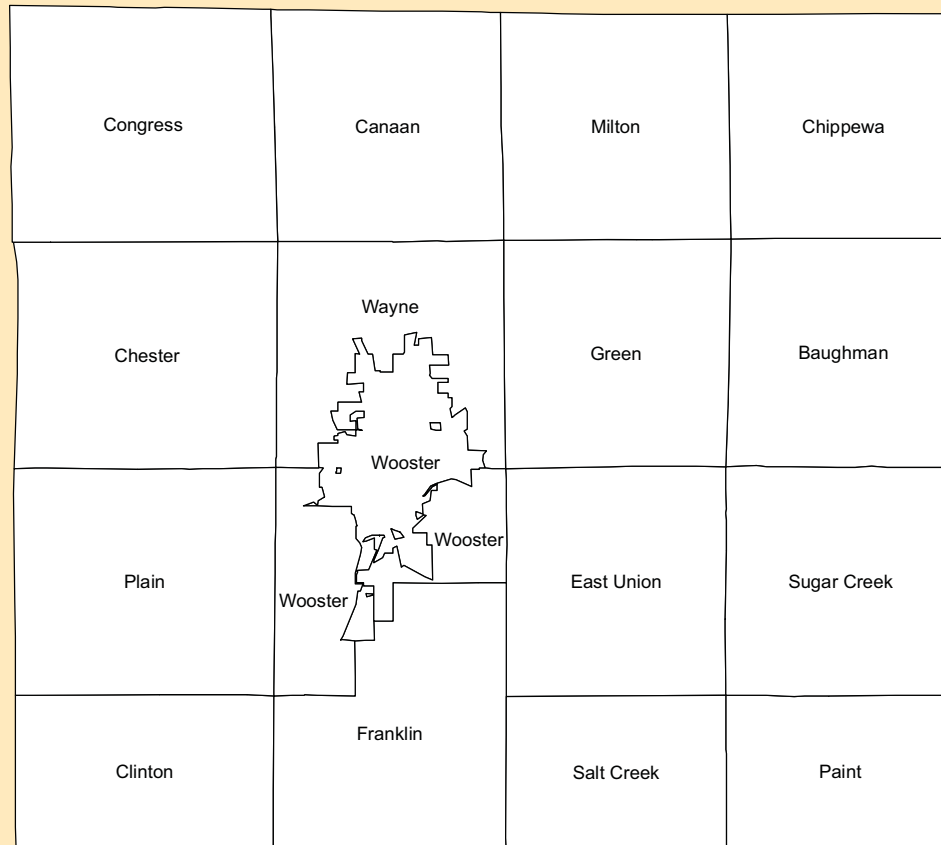 Congress
Canaan
Milton
Chippewa
Wayne
Chester
Green
Baughman
Wooster
Wooster
Plain
East Union
Sugar Creek
Wooster
Franklin
Clinton
Salt Creek
Paint